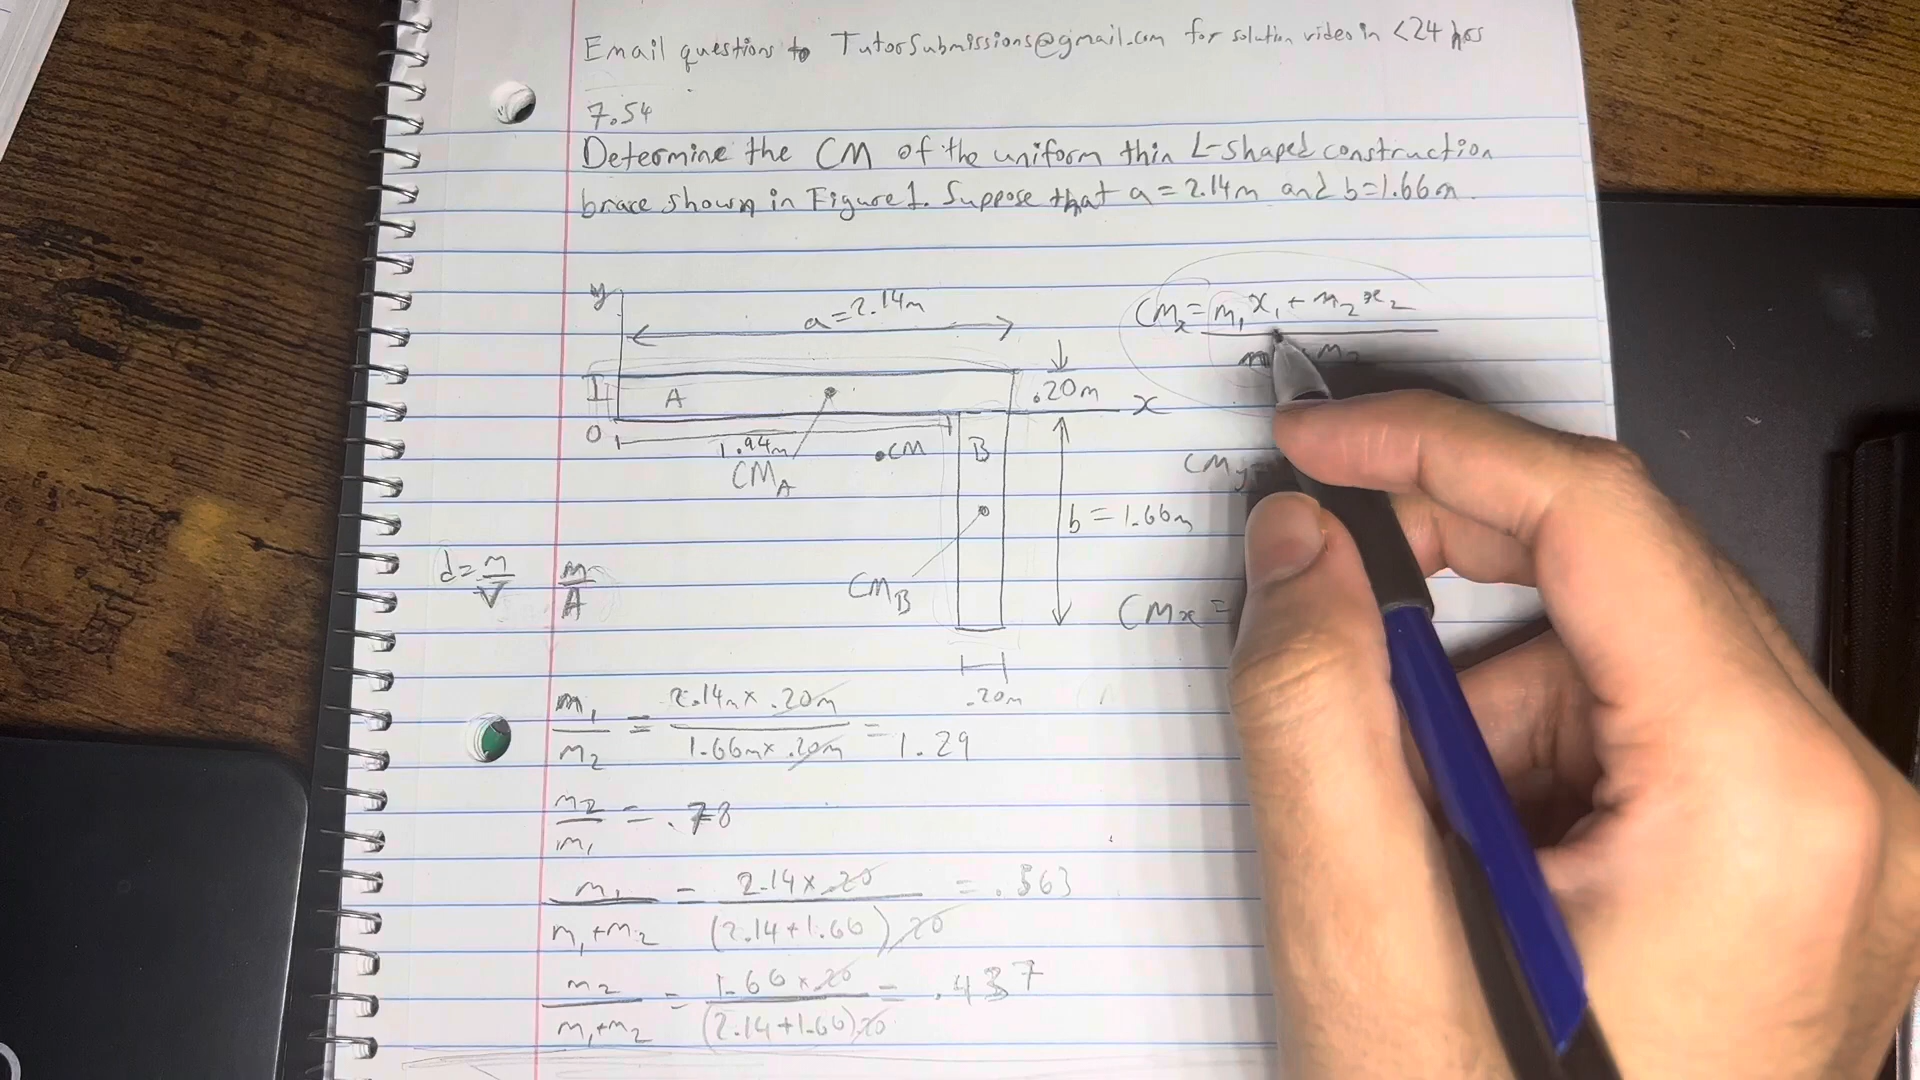 Email questions to TutorSubmissions@gmail.com for solution video in <24 hrs
7.54
Determine the CM of the uniform thin L-shaped construction
brace shown in Figure 1. Suppose that a = 2.14m and b=1.66m.
y
a = 2.14m
CMx = m1x1 + m2x2
I
A
.20m
x
O
1.94m
.CM
B
CMA
CMy
b = 1.66m
d = m/V
m/A
CMB
CMx =
.20m
m1/m2 = 2.14m x .20m / 1.66m x .20m = 1.29
m2/m1 = .78
m1/m1+m2 = 2.14 x .20 / (2.14+1.66).20 = .563
m2/m1+m2 = 1.66 x .20 / (2.14+1.66).20 = .437